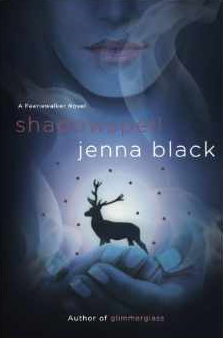 A Faeriewalker Novel
shadowspell
jenna black
Author of glimmerglass